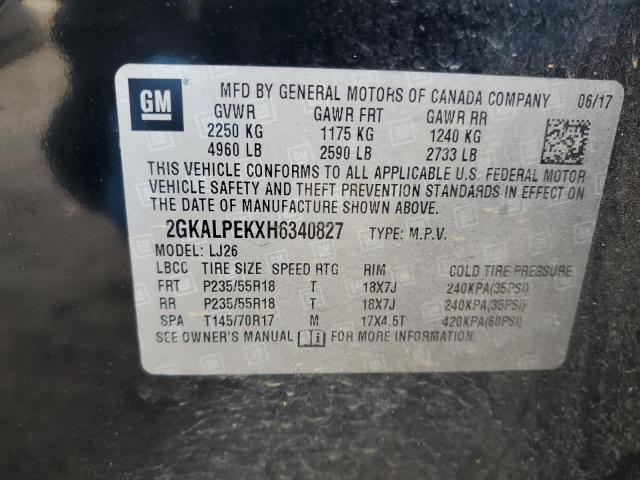 GM
MFD BY GENERAL MOTORS OF CANADA COMPANY 06/17
GVWR GAWR FRT GAWR RR
2250 KG 1175 KG 1240 KG
4960 LB 2590 LB 2733 LB
THIS VEHICLE CONFORMS TO ALL APPLICABLE U.S. FEDERAL MOTOR
VEHICLE SAFETY AND THEFT PREVENTION STANDARDS IN EFFECT ON
THE DATE OF MANUFACTURE SHOWN ABOVE.
2GKALPEKXH6340827 TYPE: M.P.V.
MODEL: LJ26
LBCC TIRE SIZE SPEED RTG RIM COLD TIRE PRESSURE
FRT P235/55R18 T 18X7J 240KPA(35PSI)
RR P235/55R18 T 18X7J 240KPA(35PSI)
SPA T145/70R17 M 17X4.5T 420KPA(60PSI)
SEE OWNER'S MANUAL FOR MORE INFORMATION.